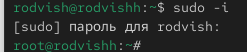 rodvish@rodvishh:~$ sudo -i
[sudo] пароль для rodvish:
root@rodvishh:~#